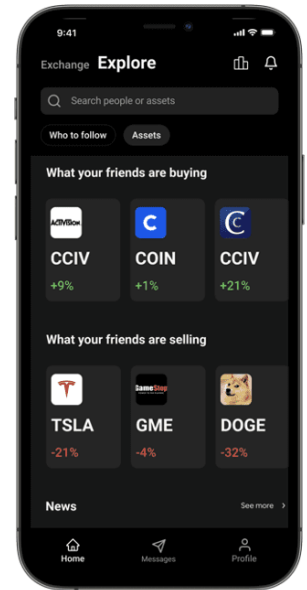 9:41
Exchange Explore
Search people or assets
Who to follow Assets
What your friends are buying
ACTIVISION
CCIV COIN CCIV
+9% +1% +21%
What your friends are selling
GameStop
TSLA GME DOGE
-21% -4% -32%
News See more
Home Messages Profile